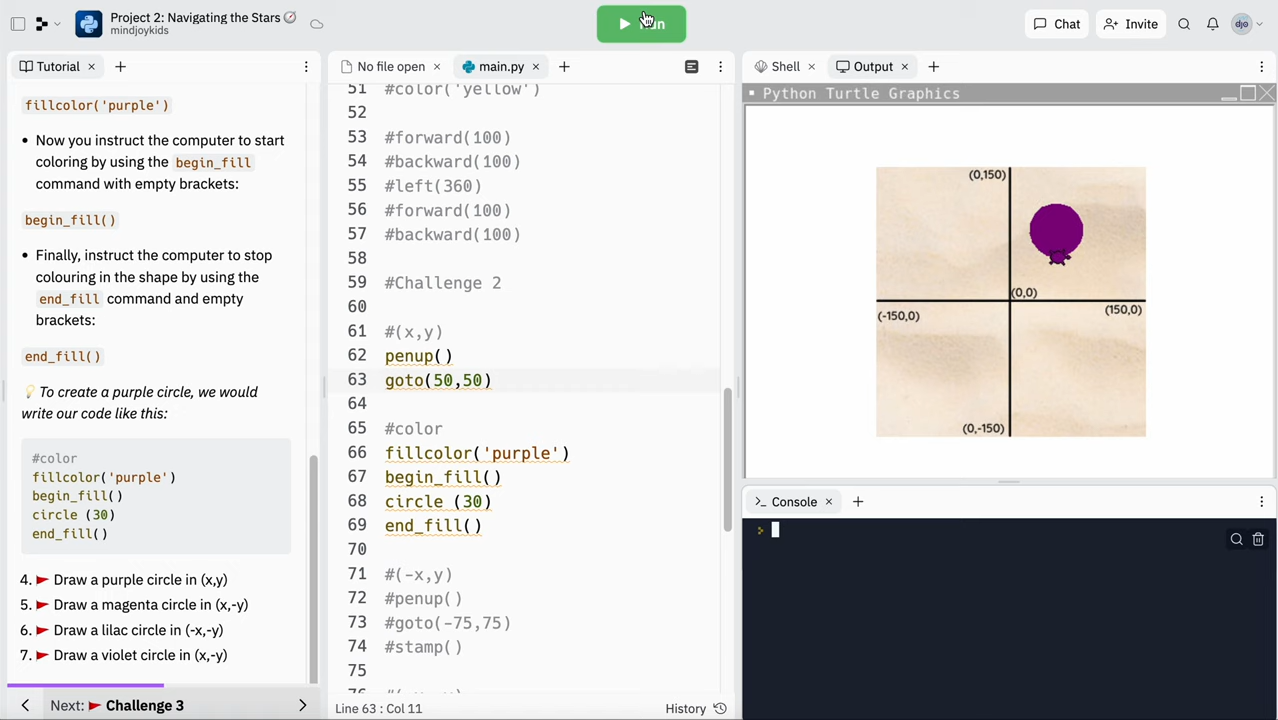 Project 2: Navigating the Stars
mindjoykids
Chat
Invite
djo
Tutorial
No file open
main.py
Shell
Output
fillcolor('purple')
• Now you instruct the computer to start
coloring by using the begin_fill
command with empty brackets:
begin_fill()
• Finally, instruct the computer to stop
colouring in the shape by using the
end_fill command and empty
brackets:
end_fill()
To create a purple circle, we would
write our code like this:
#color
fillcolor('purple')
begin_fill()
circle (30)
end_fill()
4. Draw a purple circle in (x,y)
5. Draw a magenta circle in (x,-y)
6. Draw a lilac circle in (-x,-y)
7. Draw a violet circle in (x,-y)
Next: Challenge 3
51 #color('yellow')
52
53 #forward(100)
54 #backward(100)
55 #left(360)
56 #forward(100)
57 #backward(100)
58
59 #Challenge 2
60
61 #(x,y)
62 penup()
63 goto(50,50)
64
65 #color
66 fillcolor('purple')
67 begin_fill()
68 circle (30)
69 end_fill()
70
71 #(-x,y)
72 #penup()
73 #goto(-75,75)
74 #stamp()
75
Line 63 : Col 11
History
Python Turtle Graphics
(0,150)
(0,0)
(-150,0)
(150,0)
(0,-150)
Console